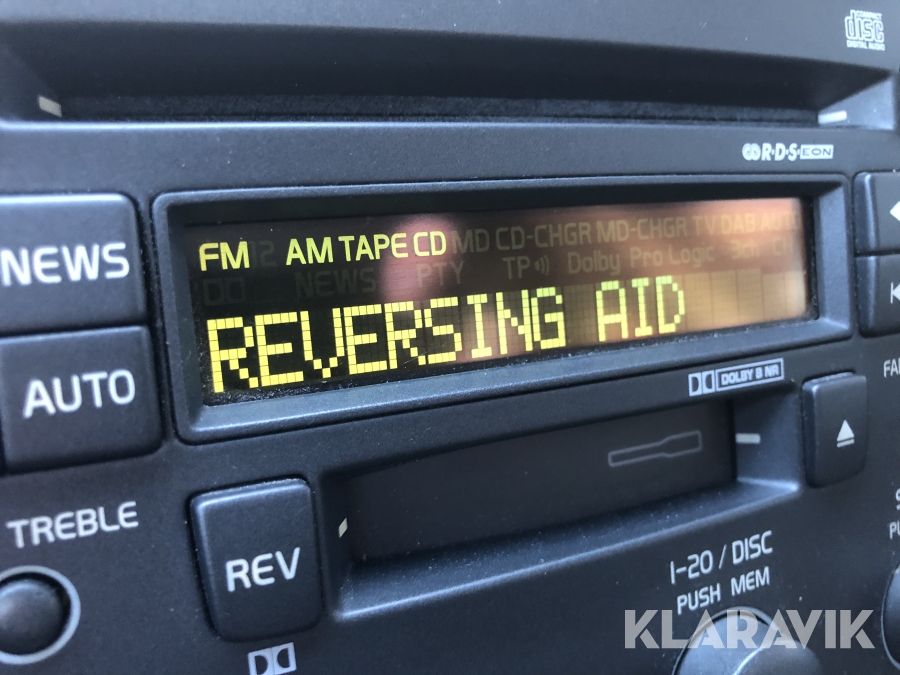 COMPACT
disc
DIGITAL AUDIO
R·D·S EON
NEWS
FM AM TAPE CD MD CD-CHGR MD-CHGR TV DAB
NEWS PTY TP Dolby Pro Logic
REVERSING AID
AUTO
DOLBY B NR
TREBLE
REV
1-20 / DISC
PUSH MEM
KLARAVIK